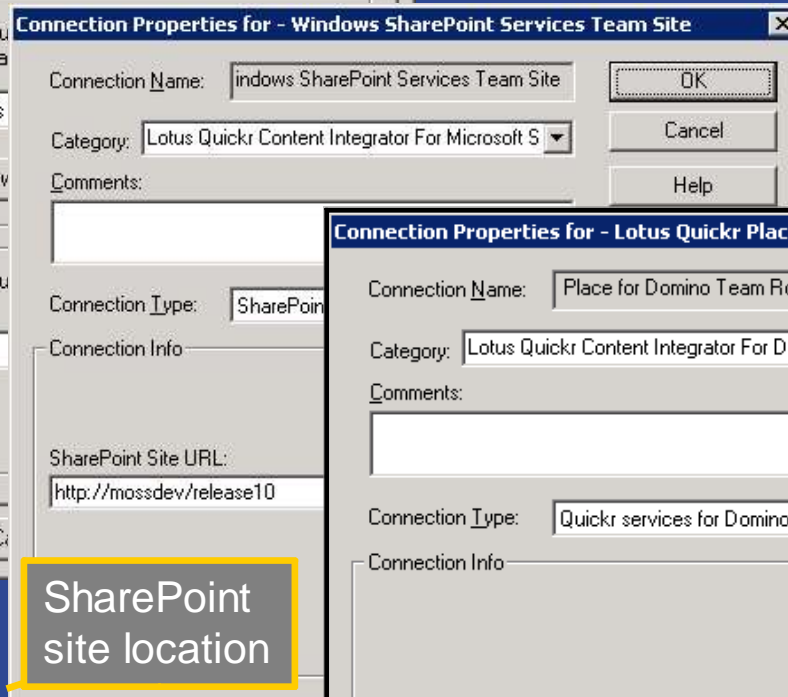 Connection Properties for - Windows SharePoint Services Team Site
Connection Name: indows SharePoint Services Team Site
OK
Category: Lotus Quickr Content Integrator For Microsoft S
Cancel
Comments:
Help
Connection Type: SharePoin
Connection Info
SharePoint Site URL:
http://mossdev/release10
Connection Properties for - Lotus Quickr Plac
Connection Name: Place for Domino Team Ro
Category: Lotus Quickr Content Integrator For D
Comments:
Connection Type: Quickr services for Domino
Connection Info
SharePoint
site location